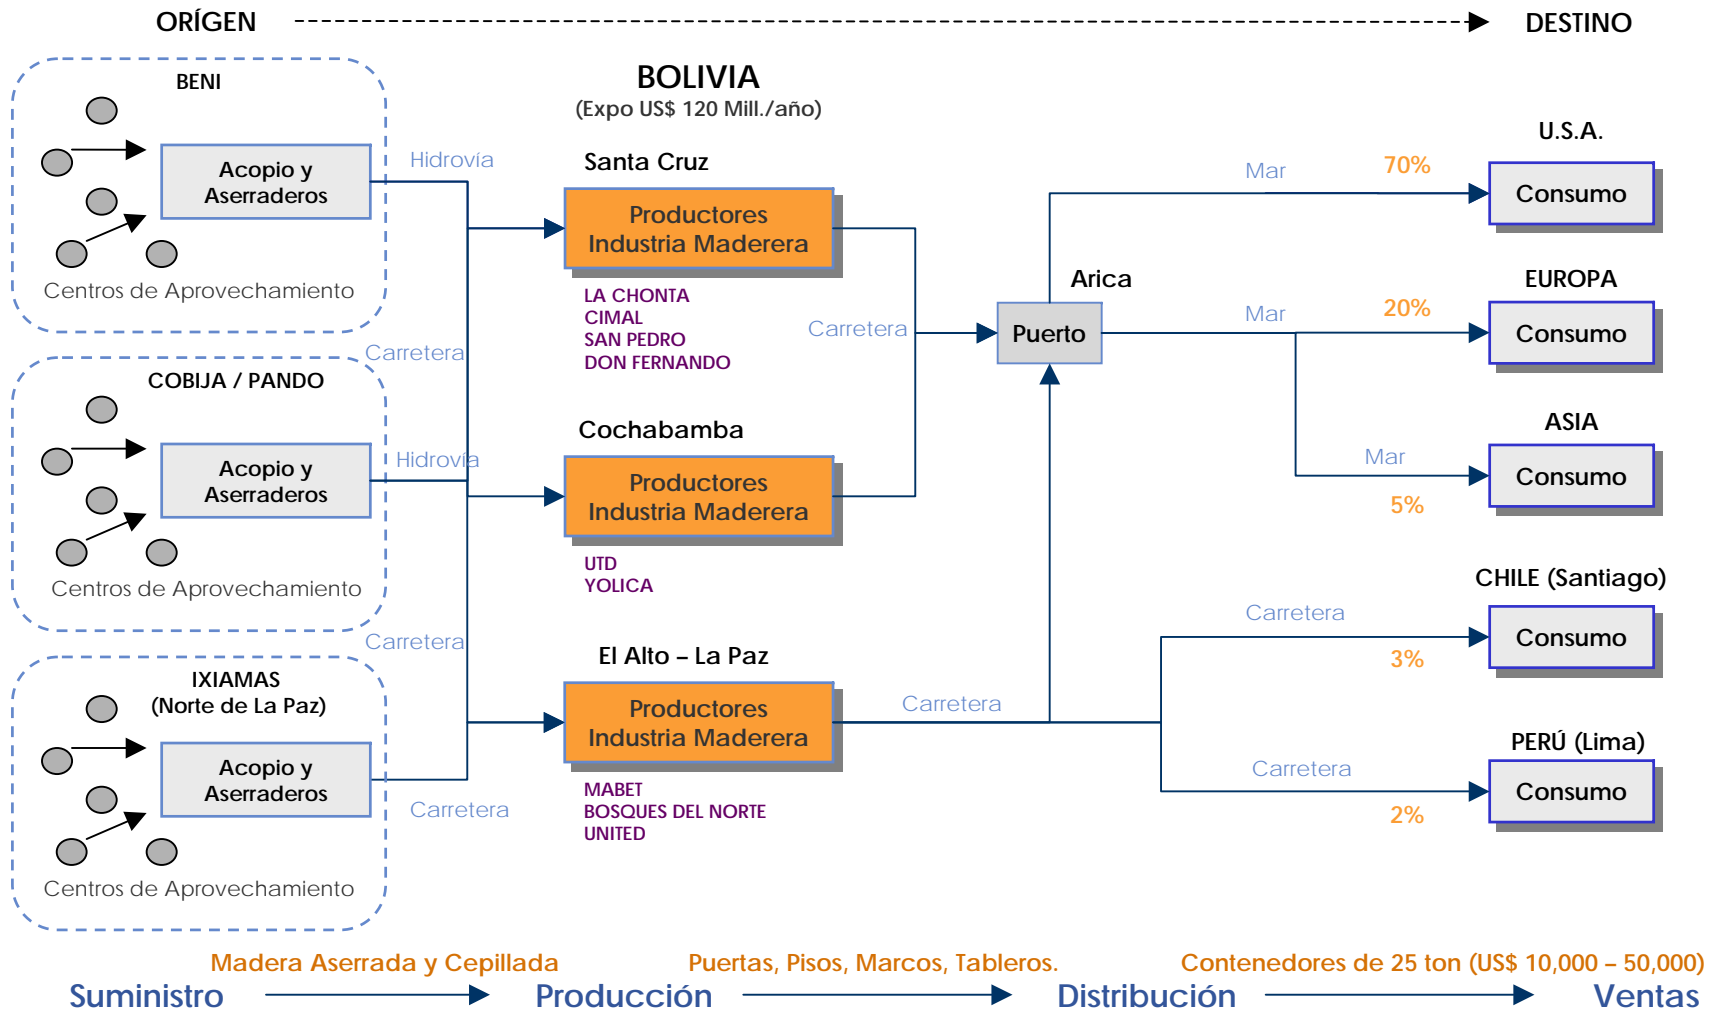 ORÍGEN
DESTINO
BENI
Acopio y
Aserraderos
Centros de Aprovechamiento
Hidrovía
Carretera
COBIJA / PANDO
Acopio y
Aserraderos
Centros de Aprovechamiento
Hidrovía
Carretera
IXIAMAS
(Norte de La Paz)
Acopio y
Aserraderos
Centros de Aprovechamiento
Carretera
BOLIVIA
(Expo US$ 120 Mill./año)
Santa Cruz
Productores
Industria Maderera
LA CHONTA
CIMAL
SAN PEDRO
DON FERNANDO
Carretera
Cochabamba
Productores
Industria Maderera
UTD
YOLICA
El Alto – La Paz
Productores
Industria Maderera
MABET
BOSQUES DEL NORTE
UNITED
Carretera
Arica
Puerto
U.S.A.
Mar
70%
Consumo
EUROPA
Mar
20%
Consumo
ASIA
Mar
5%
Consumo
CHILE (Santiago)
Carretera
3%
Consumo
PERÚ (Lima)
Carretera
2%
Consumo
Madera Aserrada y Cepillada
Puertas, Pisos, Marcos, Tableros.
Contenedores de 25 ton (US$ 10,000 – 50,000)
Suministro
Producción
Distribución
Ventas